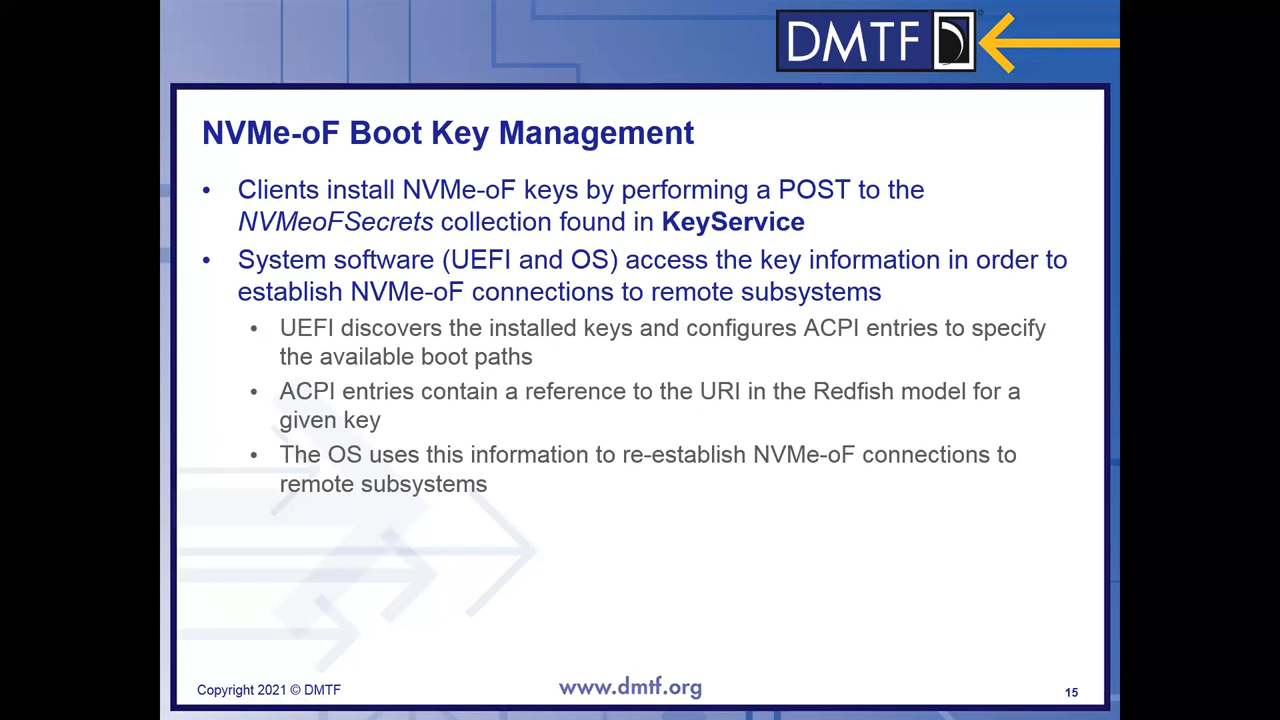 DMTF
NVMe-oF Boot Key Management
• Clients install NVMe-oF keys by performing a POST to the
NVMeoFSecrets collection found in KeyService
• System software (UEFI and OS) access the key information in order to
establish NVMe-oF connections to remote subsystems
• UEFI discovers the installed keys and configures ACPI entries to specify
the available boot paths
• ACPI entries contain a reference to the URI in the Redfish model for a
given key
• The OS uses this information to re-establish NVMe-oF connections to
remote subsystems
Copyright 2021 © DMTF
www.dmtf.org
15